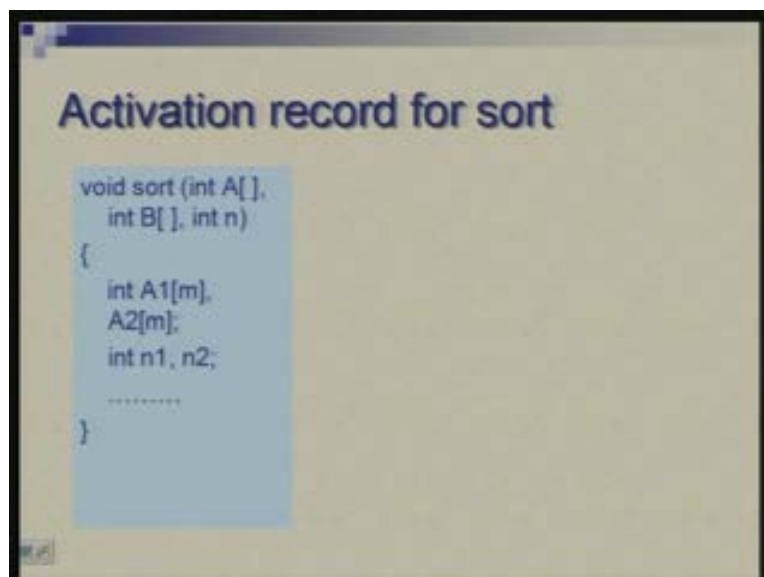 Activation record for sort
void sort (int A[ ],
int B[ ], int n)
{
int A1[m],
A2[m];
int n1, n2;
.........
}